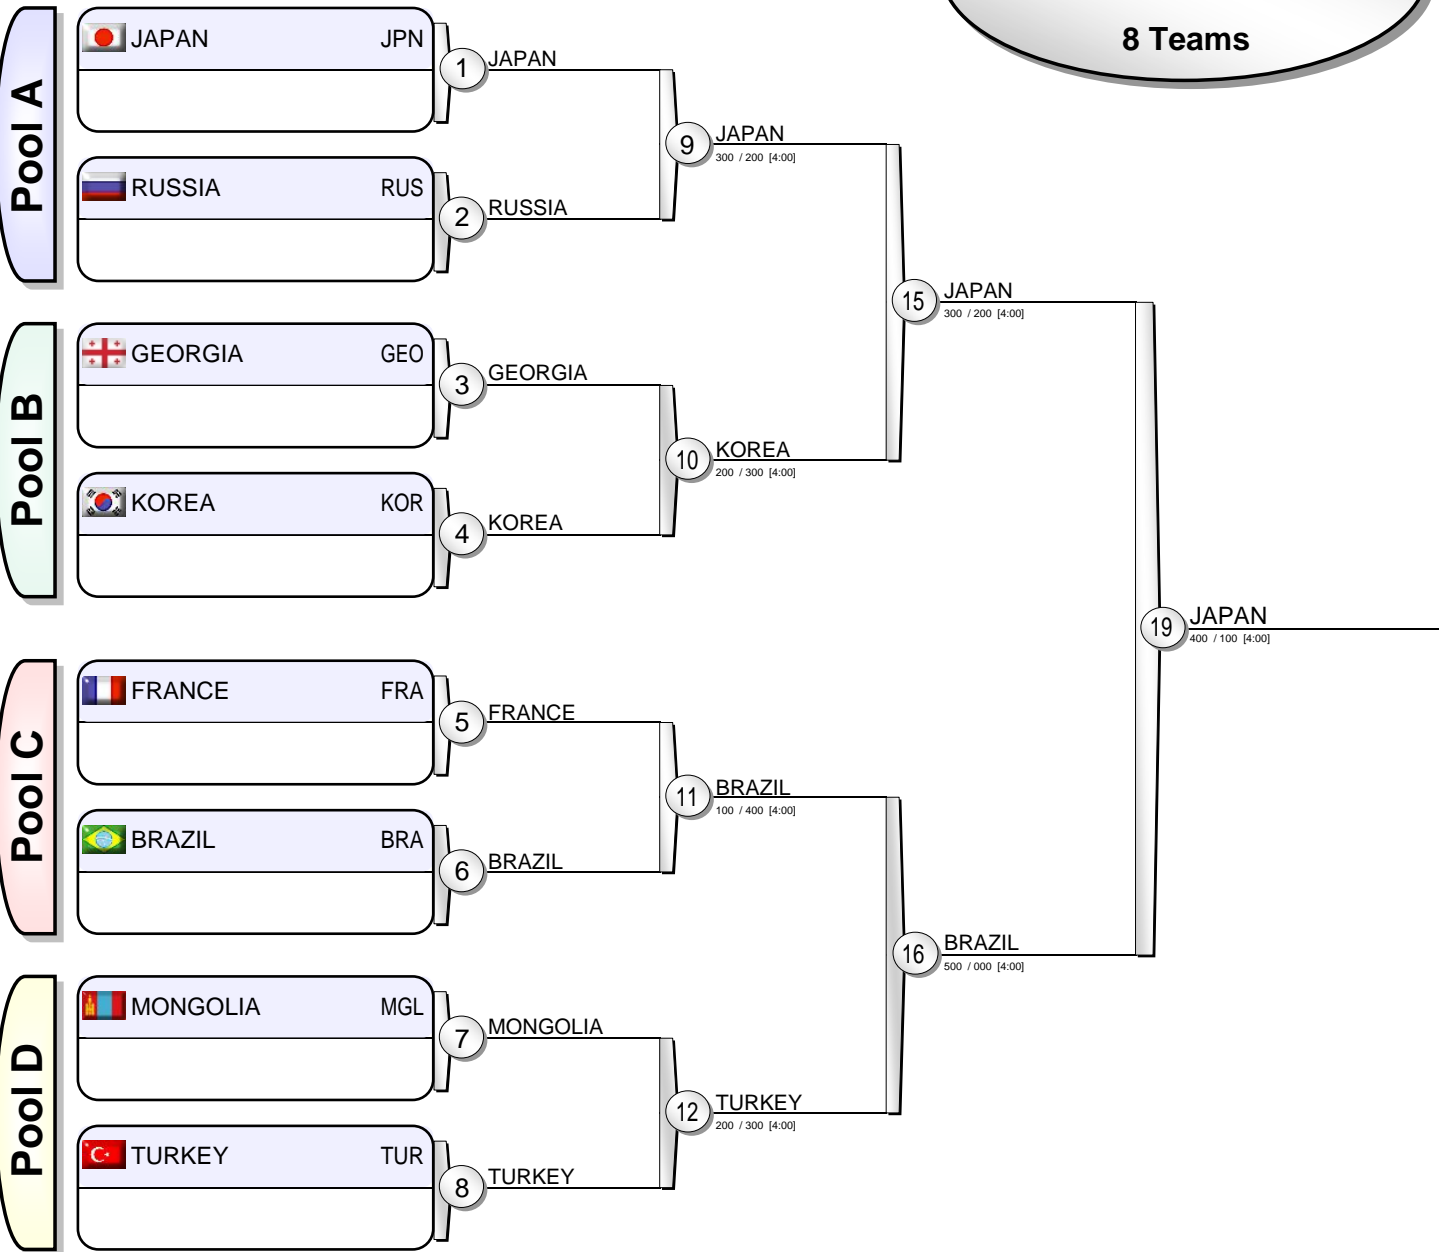 8 Teams
Pool A
JAPAN JPN
RUSSIA RUS
1 JAPAN
2 RUSSIA
9 JAPAN
300 / 200 [4:00]
Pool B
GEORGIA GEO
KOREA KOR
3 GEORGIA
4 KOREA
10 KOREA
200 / 300 [4:00]
15 JAPAN
300 / 200 [4:00]
Pool C
FRANCE FRA
BRAZIL BRA
5 FRANCE
6 BRAZIL
11 BRAZIL
100 / 400 [4:00]
Pool D
MONGOLIA MGL
TURKEY TUR
7 MONGOLIA
8 TURKEY
12 TURKEY
200 / 300 [4:00]
16 BRAZIL
500 / 000 [4:00]
19 JAPAN
400 / 100 [4:00]